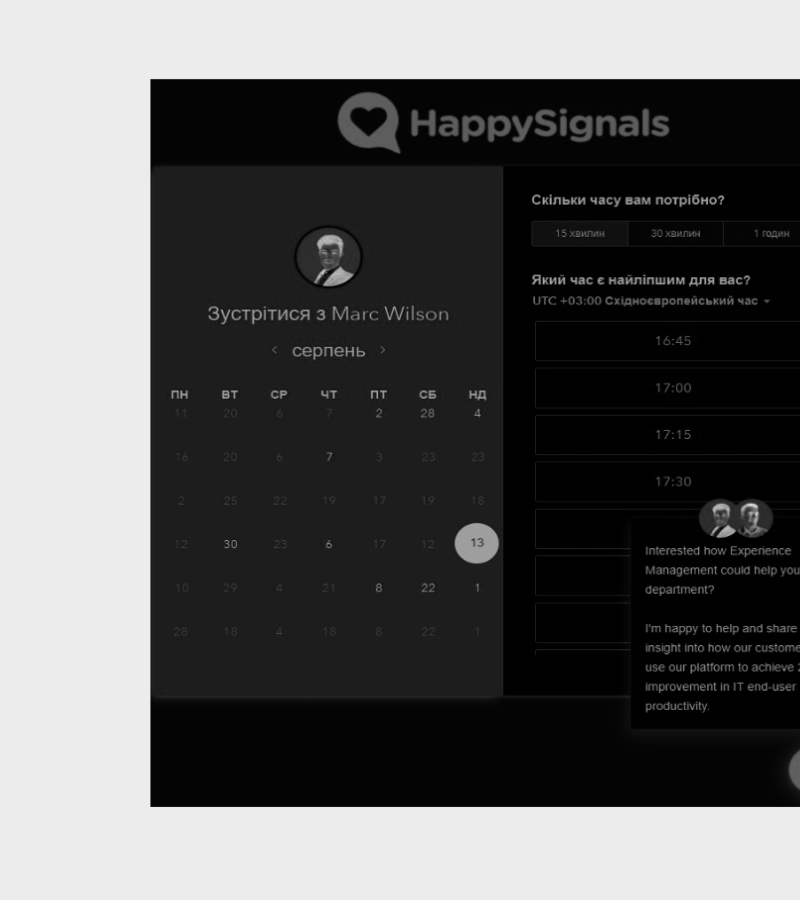 HappySignals
Зустрітися з Marc Wilson
‹ серпень ›
ПН ВТ СР ЧТ ПТ СБ НД
11 20 6 7 2 28 4
16 20 6 7 3 23 23
2 25 22 19 17 19 18
12 30 23 6 17 12 13
10 29 4 21 8 22 1
28 18 4 18 8 22 1
Скільки часу вам потрібно?
15 хвилин 30 хвилин 1 годин
Який час є найліпшим для вас?
UTC +03:00 Східноєвропейський час
16:45
17:00
17:15
17:30
Interested how Experience
Management could help you
department?
I'm happy to help and share
insight into how our custome
use our platform to achieve
improvement in IT end-user
productivity.